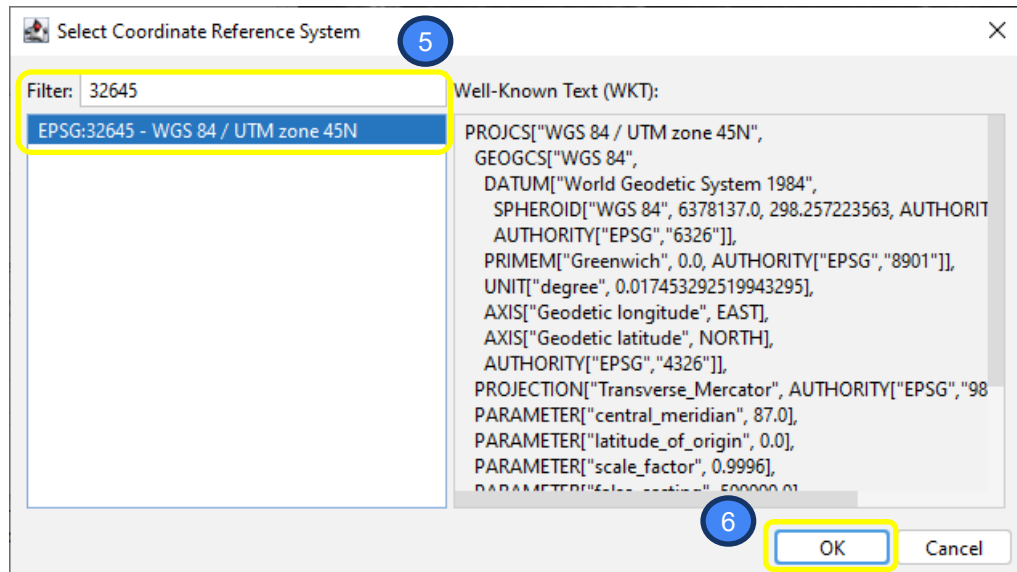 Select Coordinate Reference System
5
Filter: 32645
EPSG:32645 - WGS 84 / UTM zone 45N
Well-Known Text (WKT):
PROJCS["WGS 84 / UTM zone 45N",
GEOGCS["WGS 84",
DATUM["World Geodetic System 1984",
SPHEROID["WGS 84", 6378137.0, 298.257223563, AUTHORIT
AUTHORITY["EPSG","6326"]],
PRIMEM["Greenwich", 0.0, AUTHORITY["EPSG","8901"]],
UNIT["degree", 0.017453292519943295],
AXIS["Geodetic longitude", EAST],
AXIS["Geodetic latitude", NORTH],
AUTHORITY["EPSG","4326"]],
PROJECTION["Transverse_Mercator", AUTHORITY["EPSG","98
PARAMETER["central_meridian", 87.0],
PARAMETER["latitude_of_origin", 0.0],
PARAMETER["scale_factor", 0.9996],
PARAMETER["false_easting", 500000.0],
6
OK
Cancel